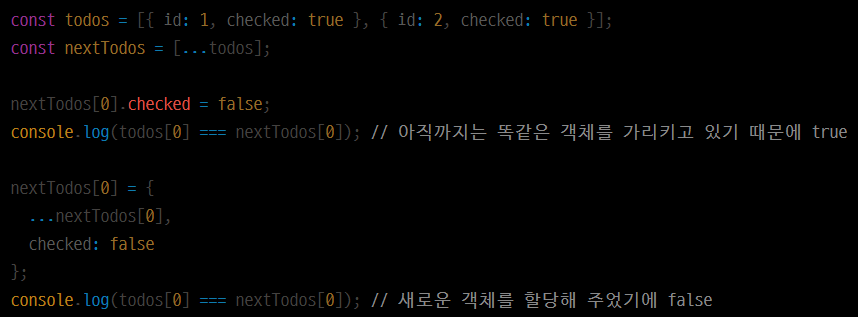 const todos = [{ id: 1, checked: true }, { id: 2, checked: true }];
const nextTodos = [...todos];
nextTodos[0].checked = false;
console.log(todos[0] === nextTodos[0]); // 아직까지는 똑같은 객체를 가리키고 있기 때문에 true
nextTodos[0] = {
  ...nextTodos[0],
  checked: false
};
console.log(todos[0] === nextTodos[0]); // 새로운 객체를 할당해 주었기에 false